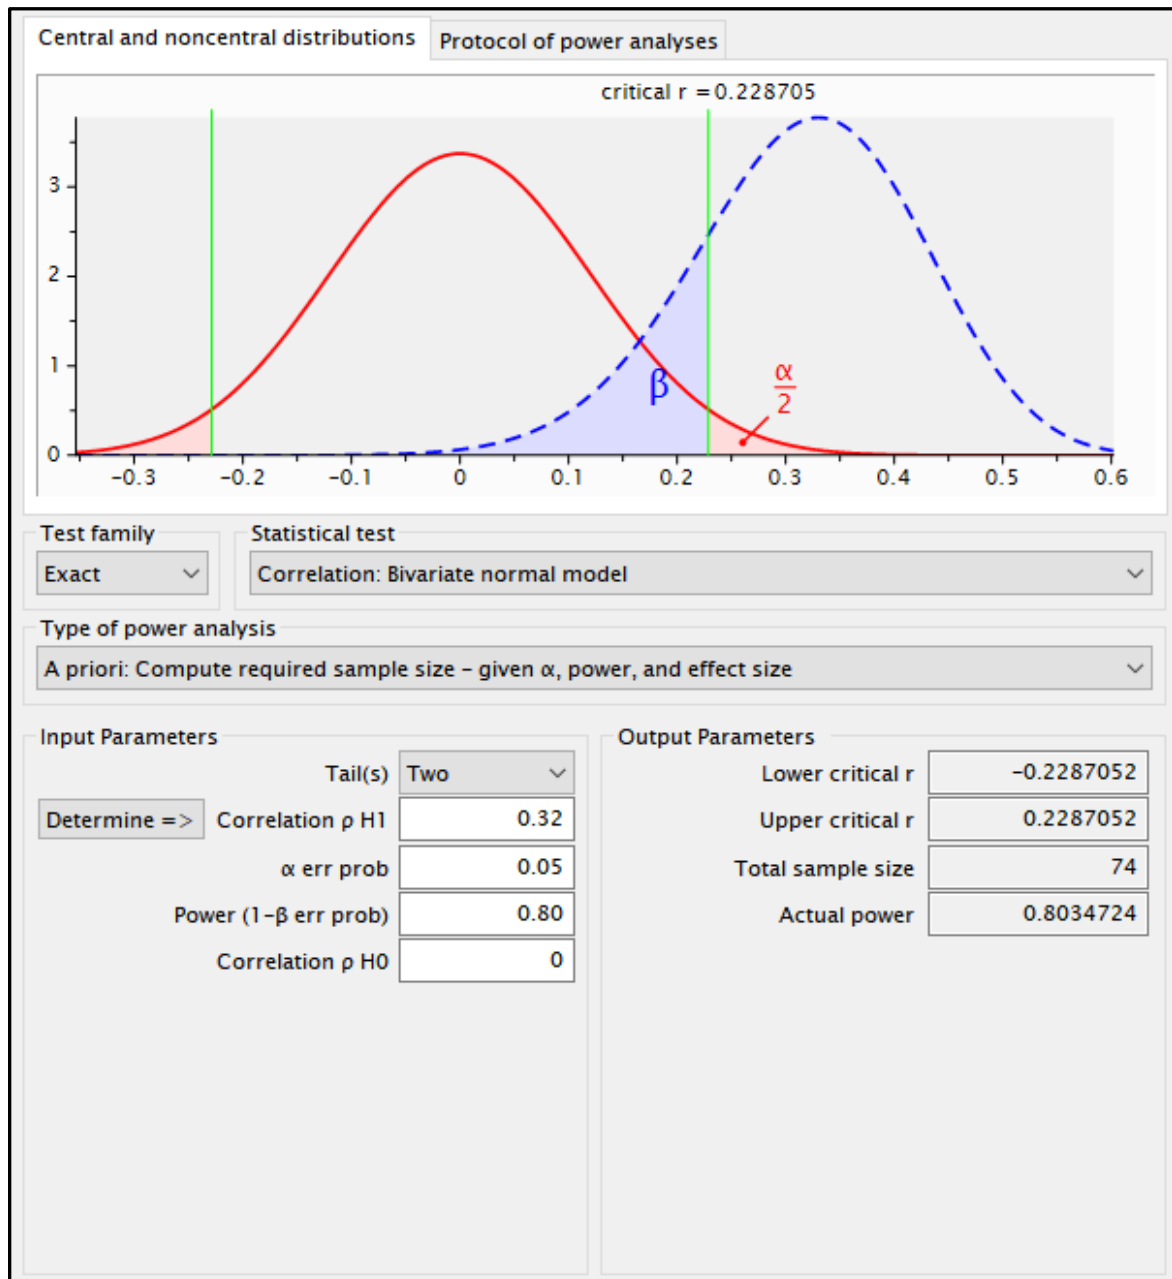 Central and noncentral distributions
Protocol of power analyses
critical r = 0.228705
3
2
1
0
β
α
2
-0.3
-0.2
-0.1
0
0.1
0.2
0.3
0.4
0.5
0.6
Test family
Statistical test
Exact
Correlation: Bivariate normal model
Type of power analysis
A priori: Compute required sample size – given α, power, and effect size
Input Parameters
Tail(s) Two
Determine => Correlation ρ H1 0.32
α err prob 0.05
Power (1-β err prob) 0.80
Correlation ρ H0 0
Output Parameters
Lower critical r -0.2287052
Upper critical r 0.2287052
Total sample size 74
Actual power 0.8034724